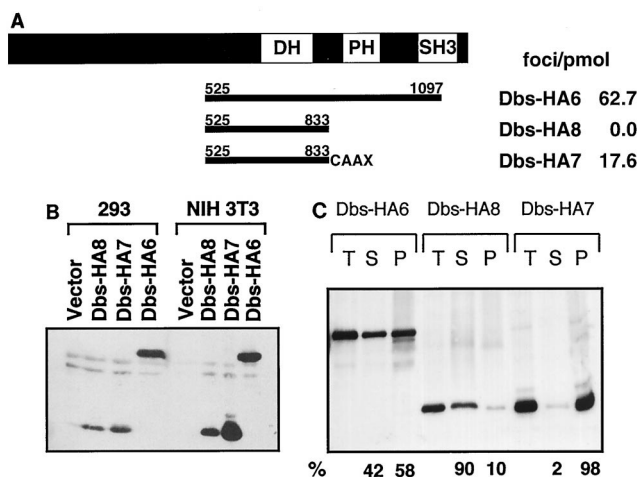 A
DH PH SH3
foci/pmol
525 1097
Dbs-HA6 62.7
525 833
Dbs-HA8 0.0
525 833
CAAX
Dbs-HA7 17.6
B
293 NIH 3T3
Vector
Dbs-HA8
Dbs-HA7
Dbs-HA6
Vector
Dbs-HA8
Dbs-HA7
Dbs-HA6
C
Dbs-HA6 Dbs-HA8 Dbs-HA7
T S P T S P T S P
% 42 58 90 10 2 98